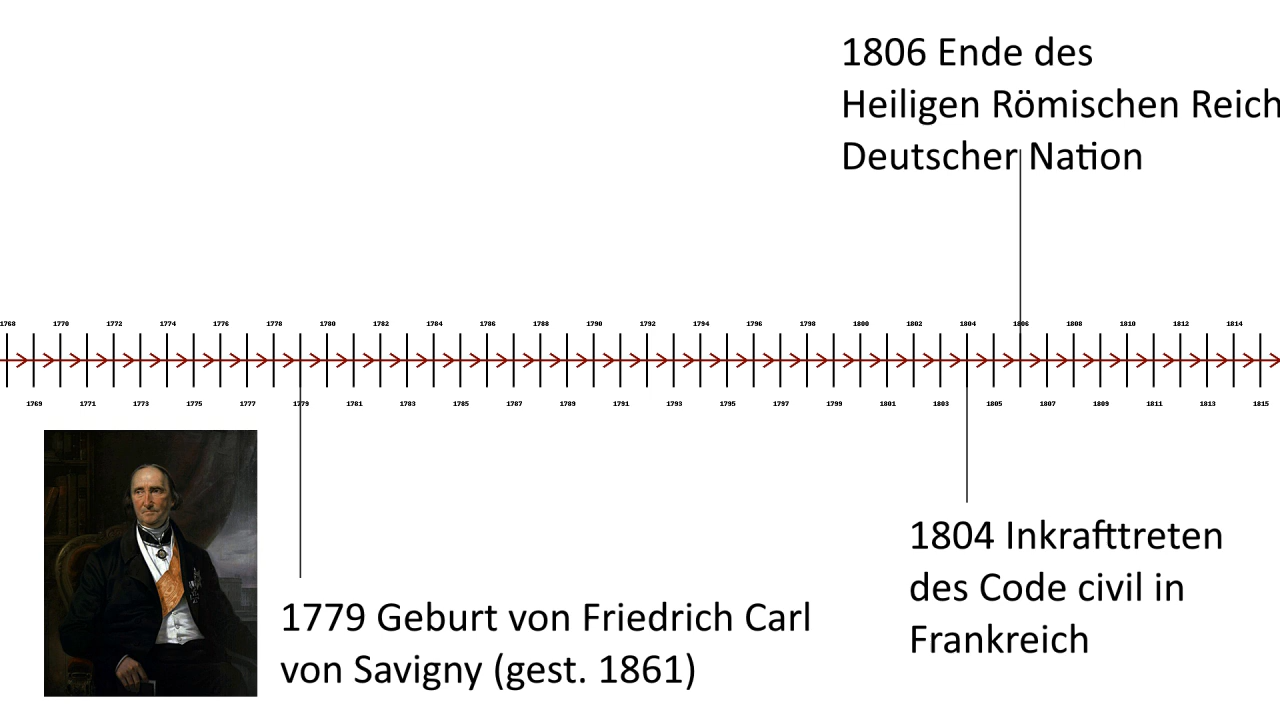 1806 Ende des
Heiligen Römischen Reich
Deutscher Nation
1768 1770 1772 1774 1776 1778 1780 1782 1784 1786 1788 1790 1792 1794 1796 1798 1800 1802 1804 1806 1808 1810 1812 1814
1769 1771 1773 1775 1777 1779 1781 1783 1785 1787 1789 1791 1793 1795 1797 1799 1801 1803 1805 1807 1809 1811 1813 1815
1779 Geburt von Friedrich Carl
von Savigny (gest. 1861)
1804 Inkrafttreten
des Code civil in
Frankreich